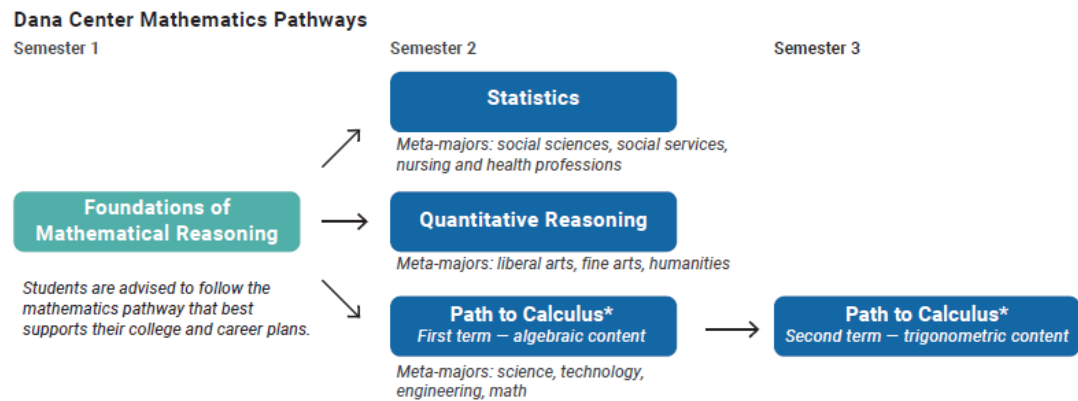 Dana Center Mathematics Pathways
Semester 1
Semester 2
Semester 3
Statistics
Meta-majors: social sciences, social services,
nursing and health professions
Foundations of
Mathematical Reasoning
Students are advised to follow the
mathematics pathway that best
supports their college and career plans.
Quantitative Reasoning
Meta-majors: liberal arts, fine arts, humanities
Path to Calculus*
First term — algebraic content
Meta-majors: science, technology,
engineering, math
Path to Calculus*
Second term — trigonometric content